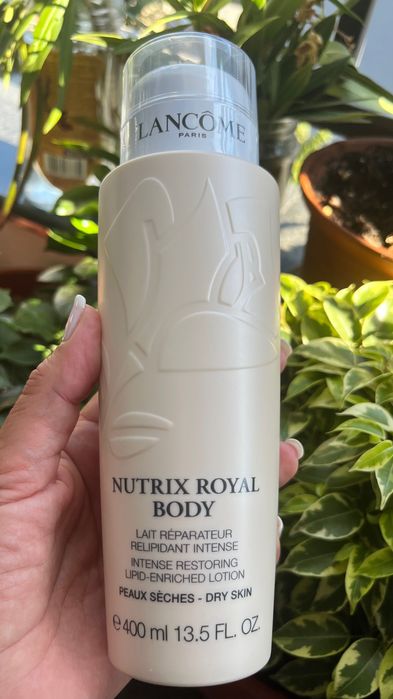 LANCÔME
PARIS
NUTRIX ROYAL
BODY
LAIT RÉPARATEUR
RELIPIDANT INTENSE
INTENSE RESTORING
LIPID-ENRICHED LOTION
PEAUX SÈCHES - DRY SKIN
℮ 400 ml 13.5 FL. OZ.